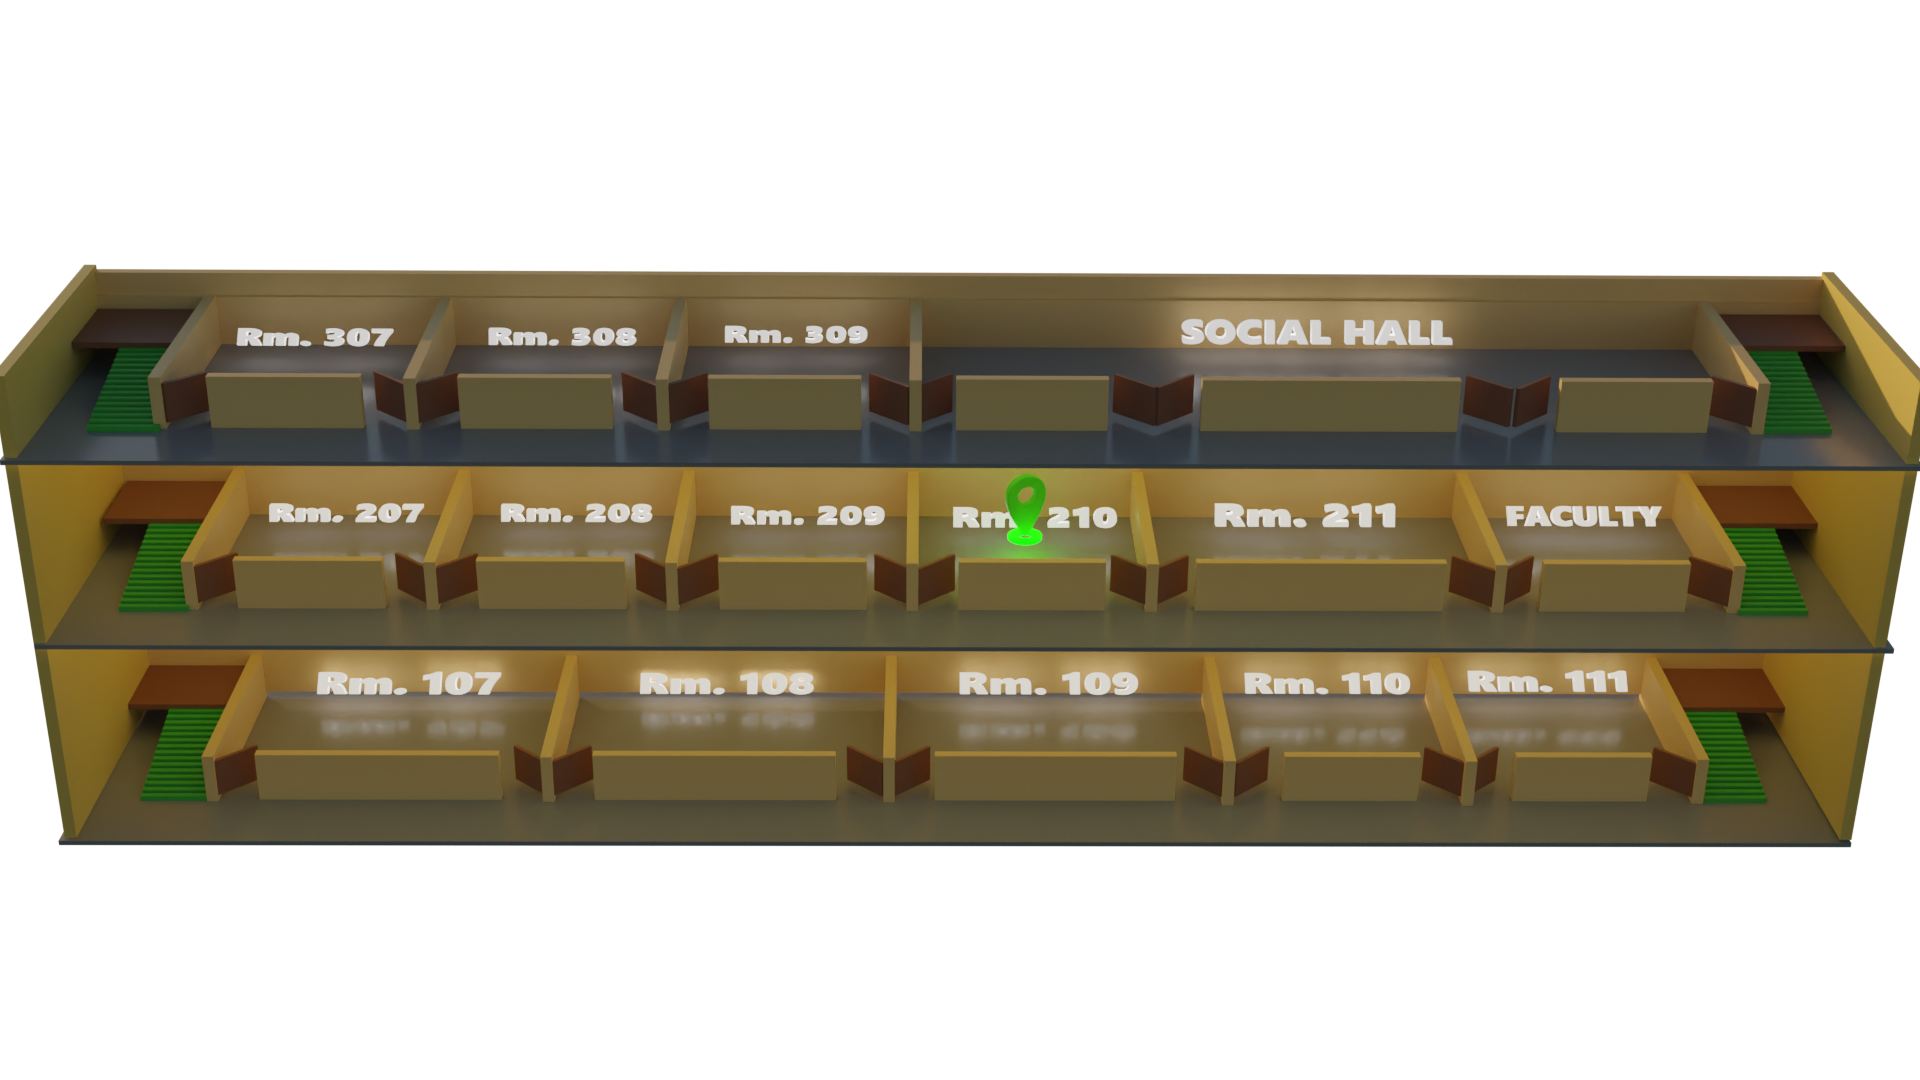 Rm. 307
Rm. 308
Rm. 309
SOCIAL HALL
Rm. 207
Rm. 208
Rm. 209
Rm. 210
Rm. 211
FACULTY
Rm. 107
Rm. 108
Rm. 109
Rm. 110
Rm. 111